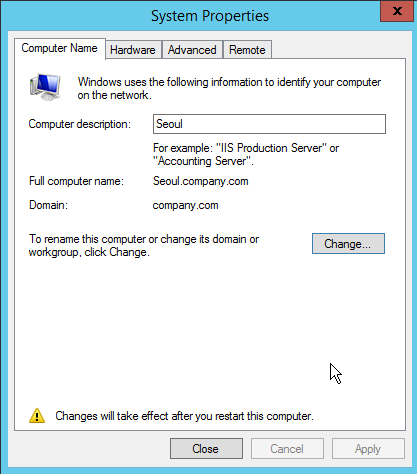 System Properties
x
Computer Name Hardware Advanced Remote
Windows uses the following information to identify your computer
on the network.
Computer description: Seoul
For example: "IIS Production Server" or
"Accounting Server".
Full computer name: Seoul.company.com
Domain: company.com
To rename this computer or change its domain or
workgroup, click Change.
Change...
Changes will take effect after you restart this computer.
Close Cancel Apply